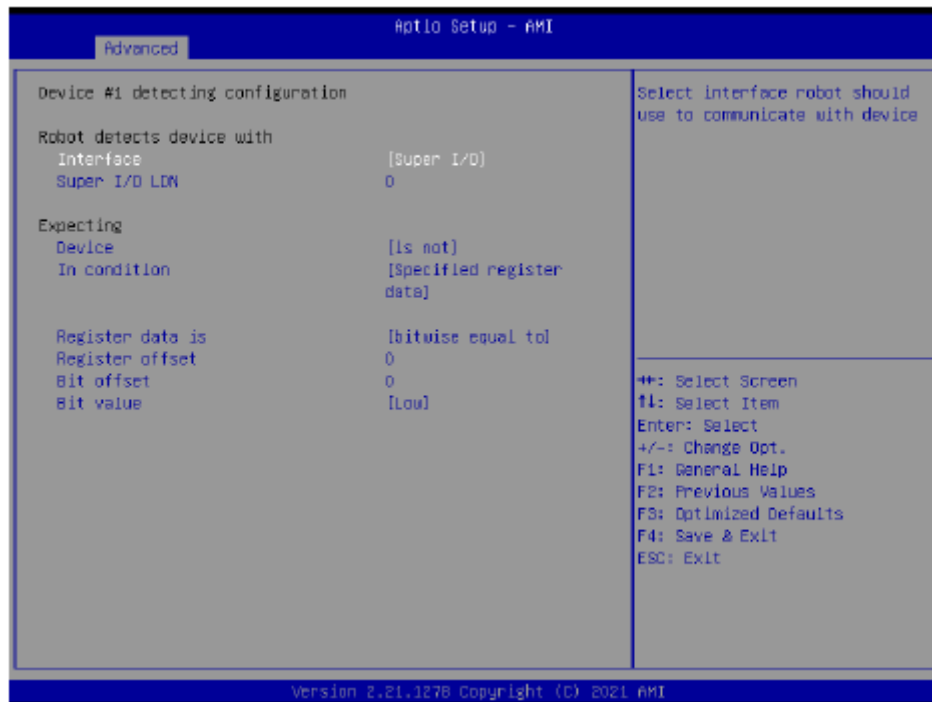 Aptio Setup - AMI
Advanced
Device #1 detecting configuration
Robot detects device with
Interface [Super I/O]
Super I/O LDN 0
Expecting
Device [Is not]
In condition [Specified register
data]
Register data is [bitwise equal to]
Register offset 0
Bit offset 0
Bit value [Low]
Select interface robot should
use to communicate with device
→←: Select Screen
↑↓: Select Item
Enter: Select
+/-: Change Opt.
F1: General Help
F2: Previous Values
F3: Optimized Defaults
F4: Save & Exit
ESC: Exit
Version 2.21.1278 Copyright (C) 2021 AMI